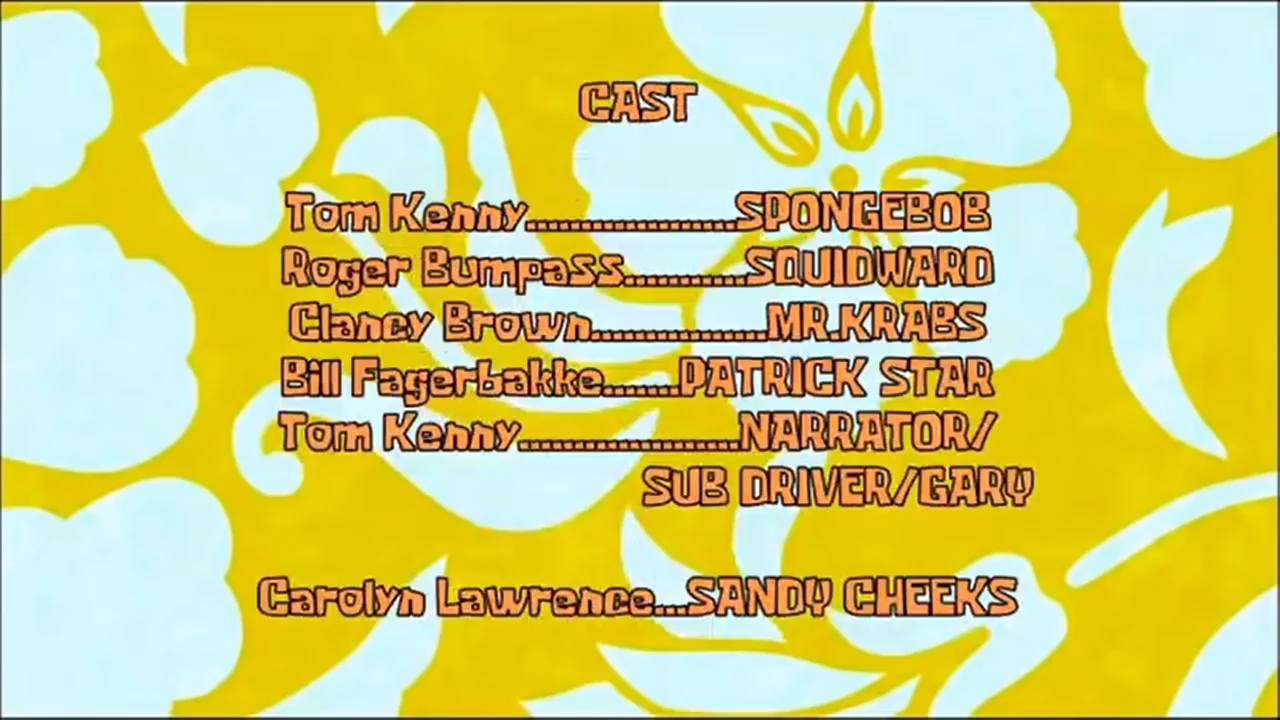 CAST
Tom Kenny......................SPONGEBOB
Roger Bumpass.............SQUIDWARD
Clancy Brown..................MR.KRABS
Bill Fagerbakke........PATRICK STAR
Tom Kenny.......................NARRATOR/
SUB DRIVER/GARY
Carolyn Lawrence....SANDY CHEEKS